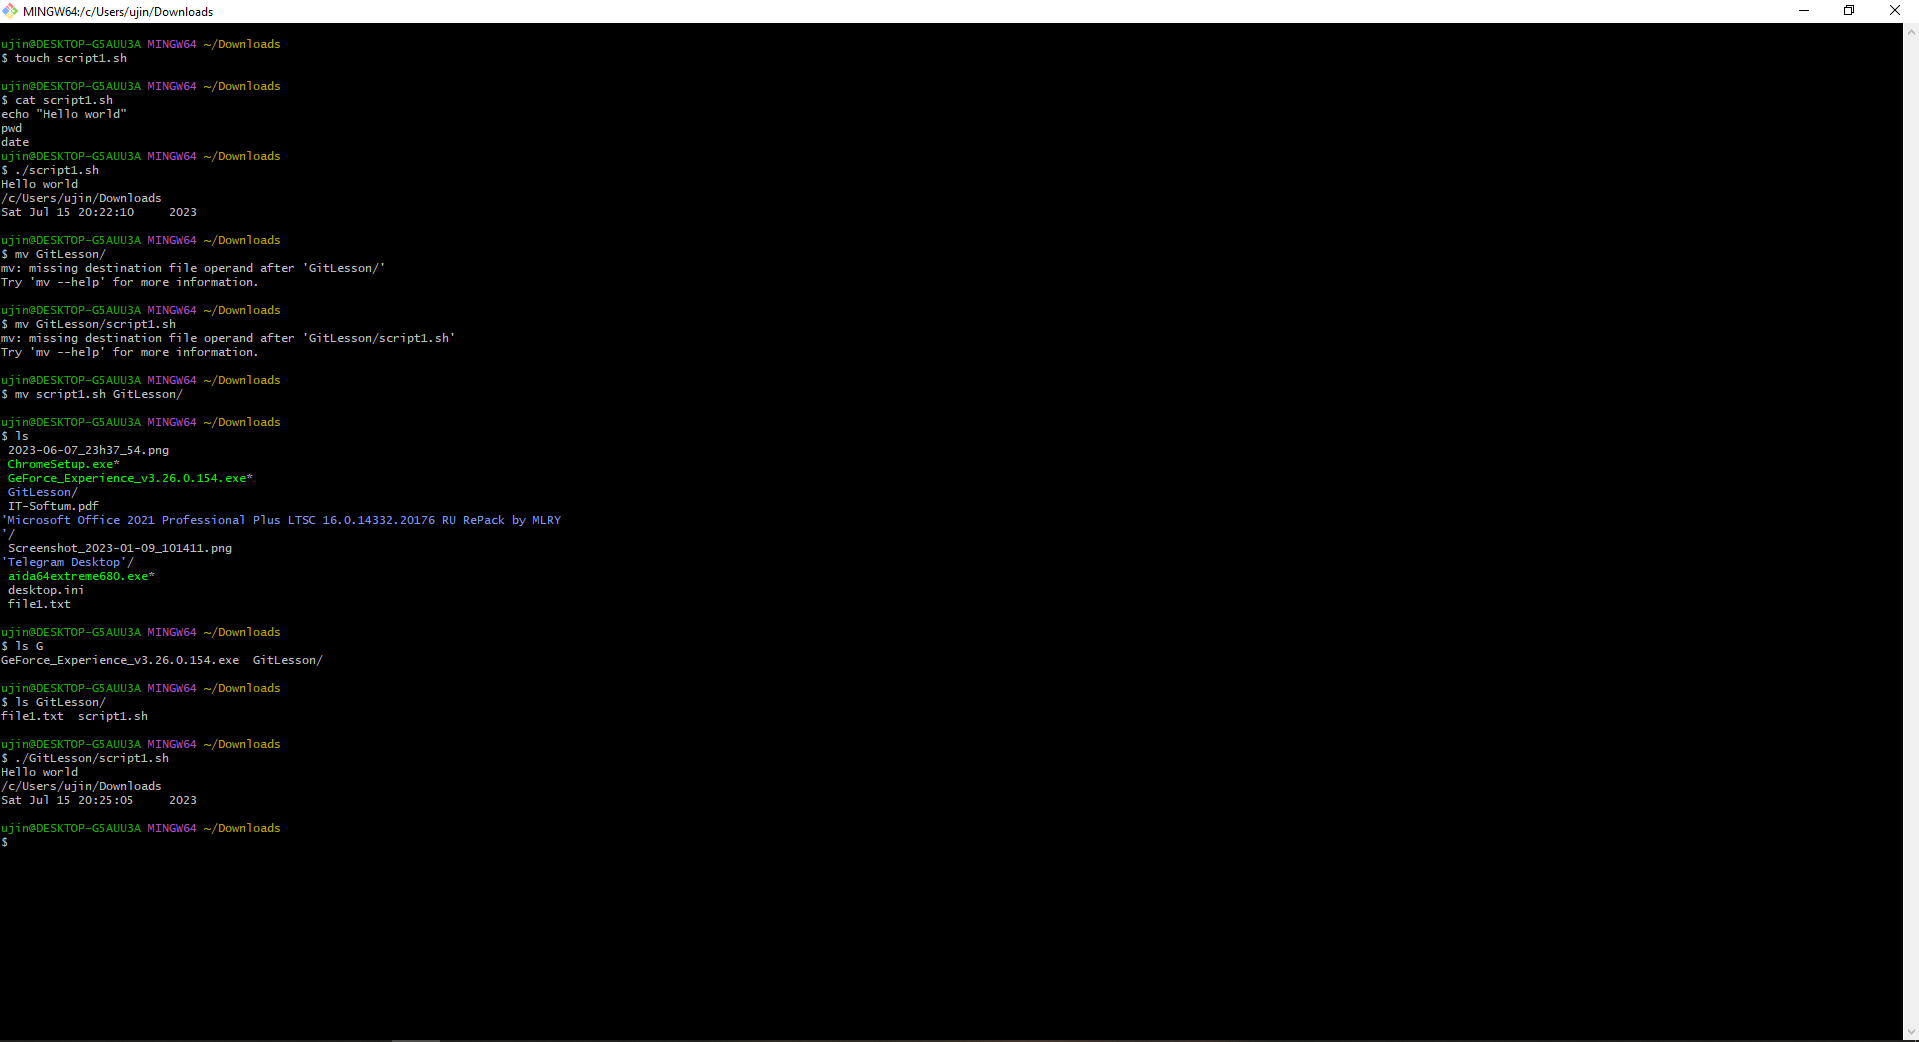 MINGW64:/c/Users/ujin/Downloads
ujin@DESKTOP-G5AUU3A MINGW64 ~/Downloads
$ touch script1.sh
ujin@DESKTOP-G5AUU3A MINGW64 ~/Downloads
$ cat script1.sh
echo "Hello world"
pwd
date
ujin@DESKTOP-G5AUU3A MINGW64 ~/Downloads
$ ./script1.sh
Hello world
/c/Users/ujin/Downloads
Sat Jul 15 20:22:10     2023
ujin@DESKTOP-G5AUU3A MINGW64 ~/Downloads
$ mv GitLesson/
mv: missing destination file operand after 'GitLesson/'
Try 'mv --help' for more information.
ujin@DESKTOP-G5AUU3A MINGW64 ~/Downloads
$ mv GitLesson/script1.sh
mv: missing destination file operand after 'GitLesson/script1.sh'
Try 'mv --help' for more information.
ujin@DESKTOP-G5AUU3A MINGW64 ~/Downloads
$ mv script1.sh GitLesson/
ujin@DESKTOP-G5AUU3A MINGW64 ~/Downloads
$ ls
2023-06-07_23h37_54.png
ChromeSetup.exe*
GeForce_Experience_v3.26.0.154.exe*
GitLesson/
IT-Softum.pdf
'Microsoft Office 2021 Professional Plus LTSC 16.0.14332.20176 RU RePack by MLRY
'/
Screenshot_2023-01-09_101411.png
'Telegram Desktop'/
aida64extreme680.exe*
desktop.ini
file1.txt
ujin@DESKTOP-G5AUU3A MINGW64 ~/Downloads
$ ls G
GeForce_Experience_v3.26.0.154.exe  GitLesson/
ujin@DESKTOP-G5AUU3A MINGW64 ~/Downloads
$ ls GitLesson/
file1.txt  script1.sh
ujin@DESKTOP-G5AUU3A MINGW64 ~/Downloads
$ ./GitLesson/script1.sh
Hello world
/c/Users/ujin/Downloads
Sat Jul 15 20:25:05     2023
ujin@DESKTOP-G5AUU3A MINGW64 ~/Downloads
$